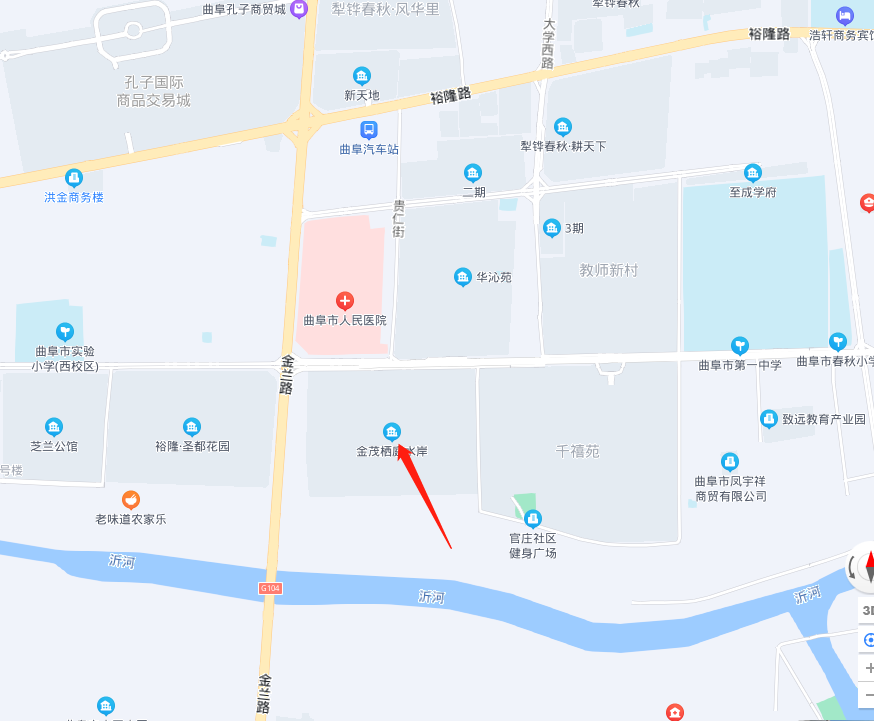 曲阜孔子商贸城
犁铧春秋·风华里
犁铧春秋
大学西路
裕隆路
浩轩商务宾馆
孔子国际
商品交易城
新天地
裕隆路
曲阜汽车站
犁铧春秋·耕天下
洪金商务楼
二期
至成学府
贵仁街
3期
教师新村
华沁苑
曲阜市人民医院
曲阜市实验
小学(西校区)
金兰路
曲阜市第一中学
曲阜市春秋小学
芝兰公馆
裕隆·圣都花园
金茂栖庭水岸
千禧苑
致远教育产业园
号楼
老味道农家乐
曲阜市凤宇祥
商贸有限公司
官庄社区
健身广场
沂河
G104
沂河
沂河
3D
金兰路